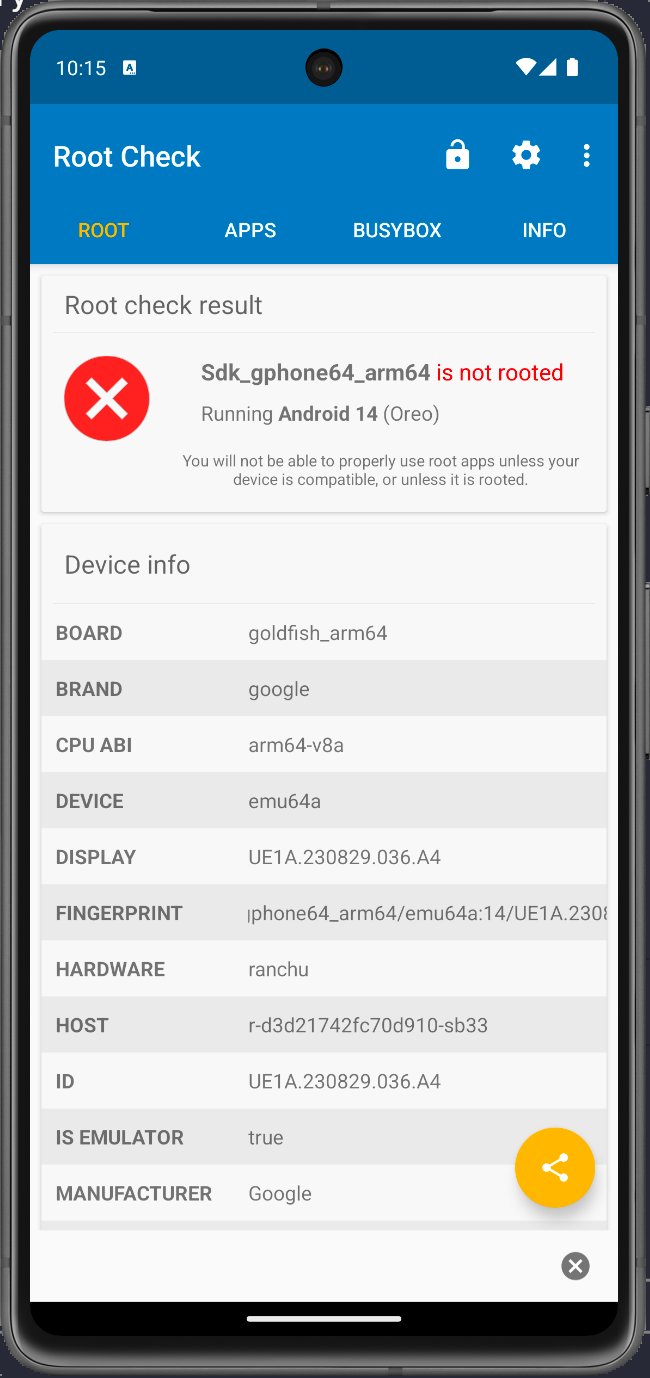 10:15
Root Check
ROOT APPS BUSYBOX INFO
Root check result
Sdk_gphone64_arm64 is not rooted
Running Android 14 (Oreo)
You will not be able to properly use root apps unless your
device is compatible, or unless it is rooted.
Device info
BOARD goldfish_arm64
BRAND google
CPU ABI arm64-v8a
DEVICE emu64a
DISPLAY UE1A.230829.036.A4
FINGERPRINT phone64_arm64/emu64a:14/UE1A.230
HARDWARE ranchu
HOST r-d3d21742fc70d910-sb33
ID UE1A.230829.036.A4
IS EMULATOR true
MANUFACTURER Google